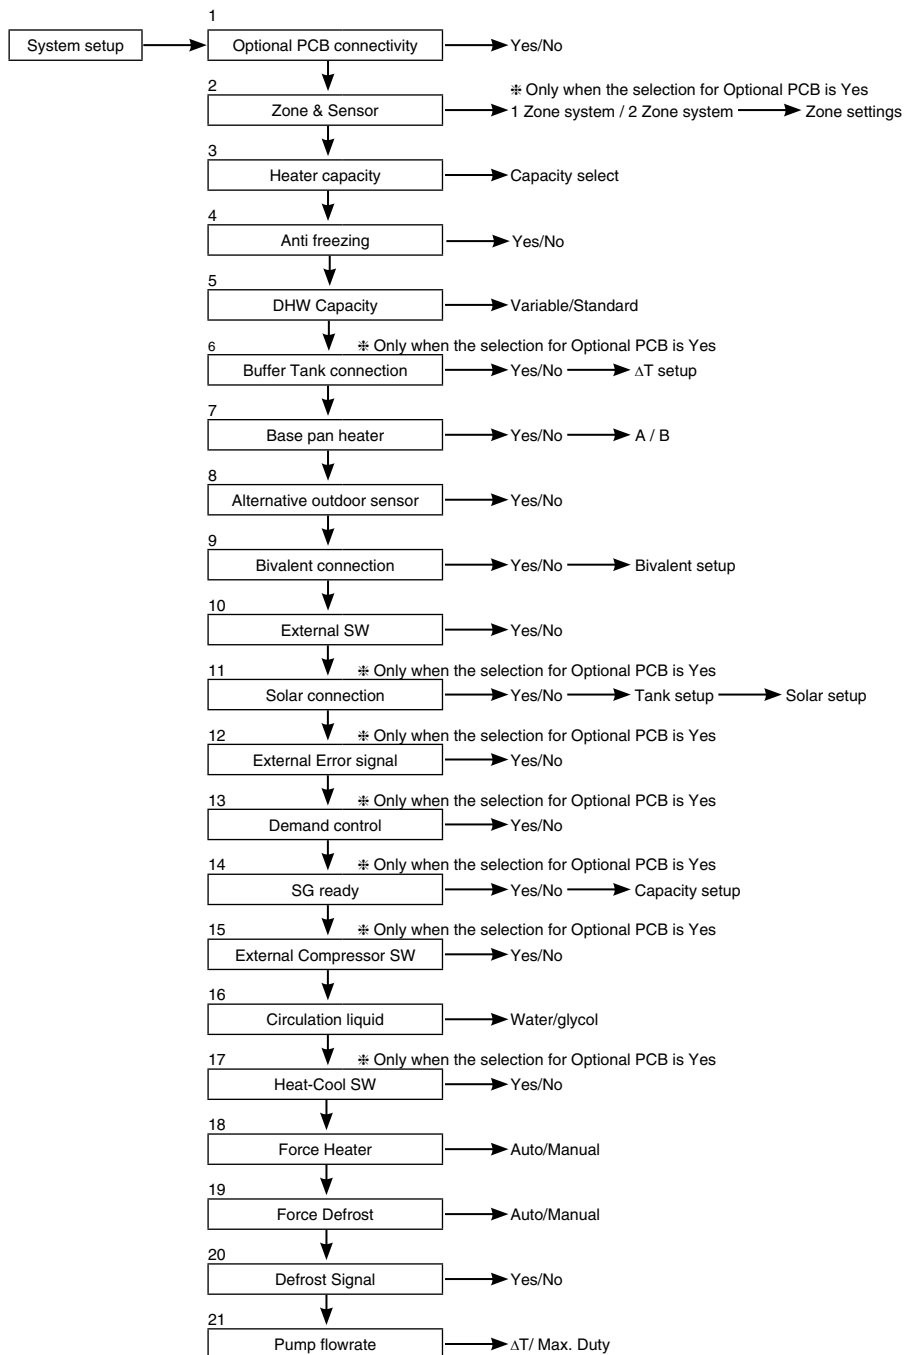 1
System setup Optional PCB connectivity Yes/No
2 ⁜ Only when the selection for Optional PCB is Yes
Zone & Sensor 1 Zone system / 2 Zone system Zone settings
3
Heater capacity Capacity select
4
Anti freezing Yes/No
5
DHW Capacity Variable/Standard
6 ⁜ Only when the selection for Optional PCB is Yes
Buffer Tank connection Yes/No ΔT setup
7
Base pan heater Yes/No A / B
8
Alternative outdoor sensor Yes/No
9
Bivalent connection Yes/No Bivalent setup
10
External SW Yes/No
11 ⁜ Only when the selection for Optional PCB is Yes
Solar connection Yes/No Tank setup Solar setup
12 ⁜ Only when the selection for Optional PCB is Yes
External Error signal Yes/No
13 ⁜ Only when the selection for Optional PCB is Yes
Demand control Yes/No
14 ⁜ Only when the selection for Optional PCB is Yes
SG ready Yes/No Capacity setup
15 ⁜ Only when the selection for Optional PCB is Yes
External Compressor SW Yes/No
16
Circulation liquid Water/glycol
17 ⁜ Only when the selection for Optional PCB is Yes
Heat-Cool SW Yes/No
18
Force Heater Auto/Manual
19
Force Defrost Auto/Manual
20
Defrost Signal Yes/No
21
Pump flowrate ΔT/ Max. Duty